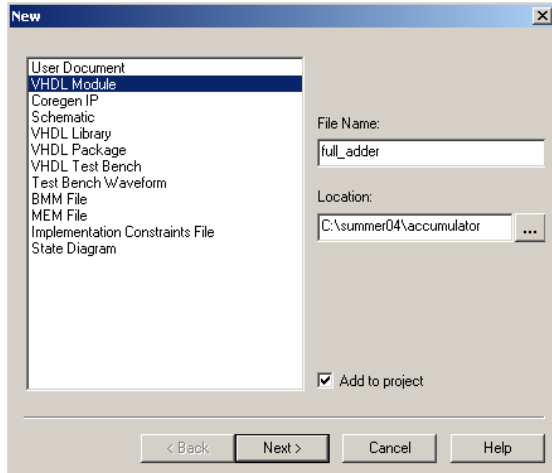 New
User Document
VHDL Module
Coregen IP
Schematic
VHDL Library
VHDL Package
VHDL Test Bench
Test Bench Waveform
BMM File
MEM File
Implementation Constraints File
State Diagram
File Name:
full_adder
Location:
C:\summer04\accumulator
...
Add to project
< Back
Next >
Cancel
Help